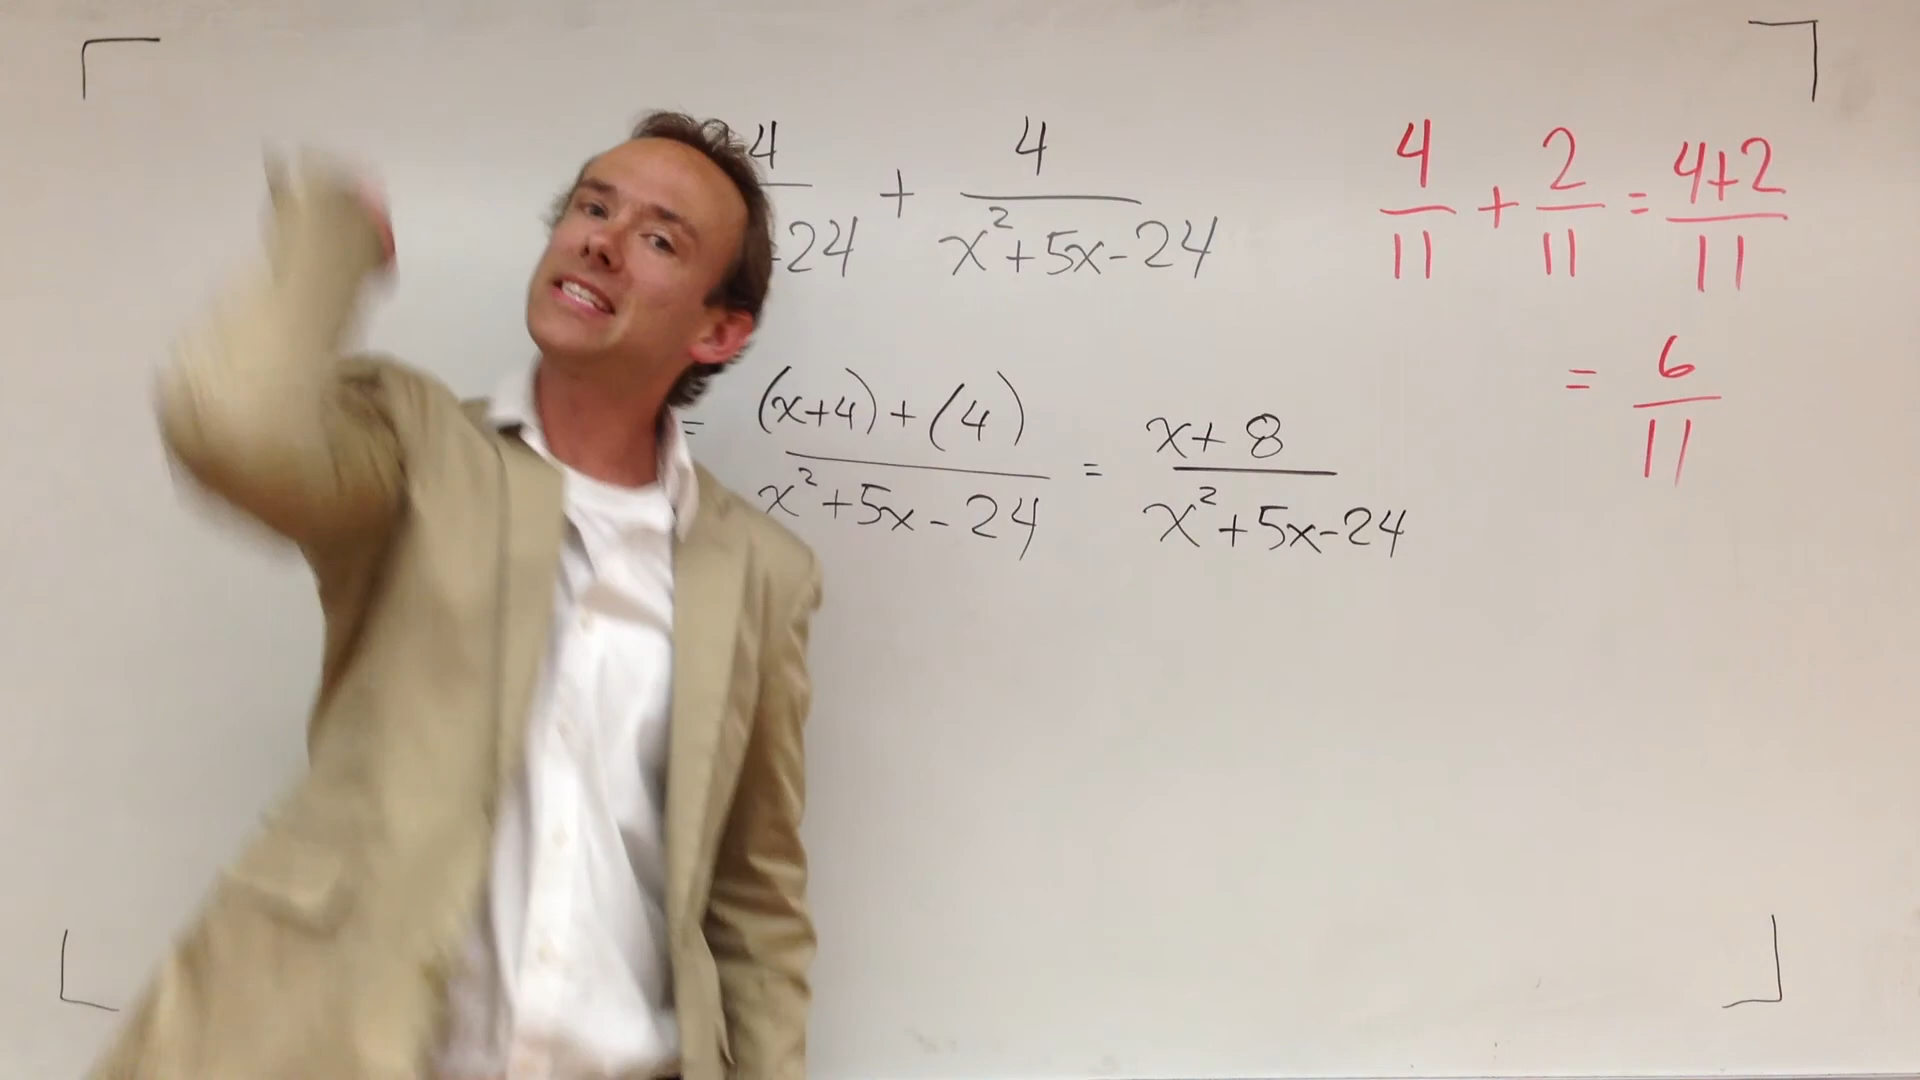 4/-24 + 4/x²+5x-24
= (x+4)+(4)/x²+5x-24 = x+8/x²+5x-24
4/11 + 2/11 = 4+2/11
= 6/11